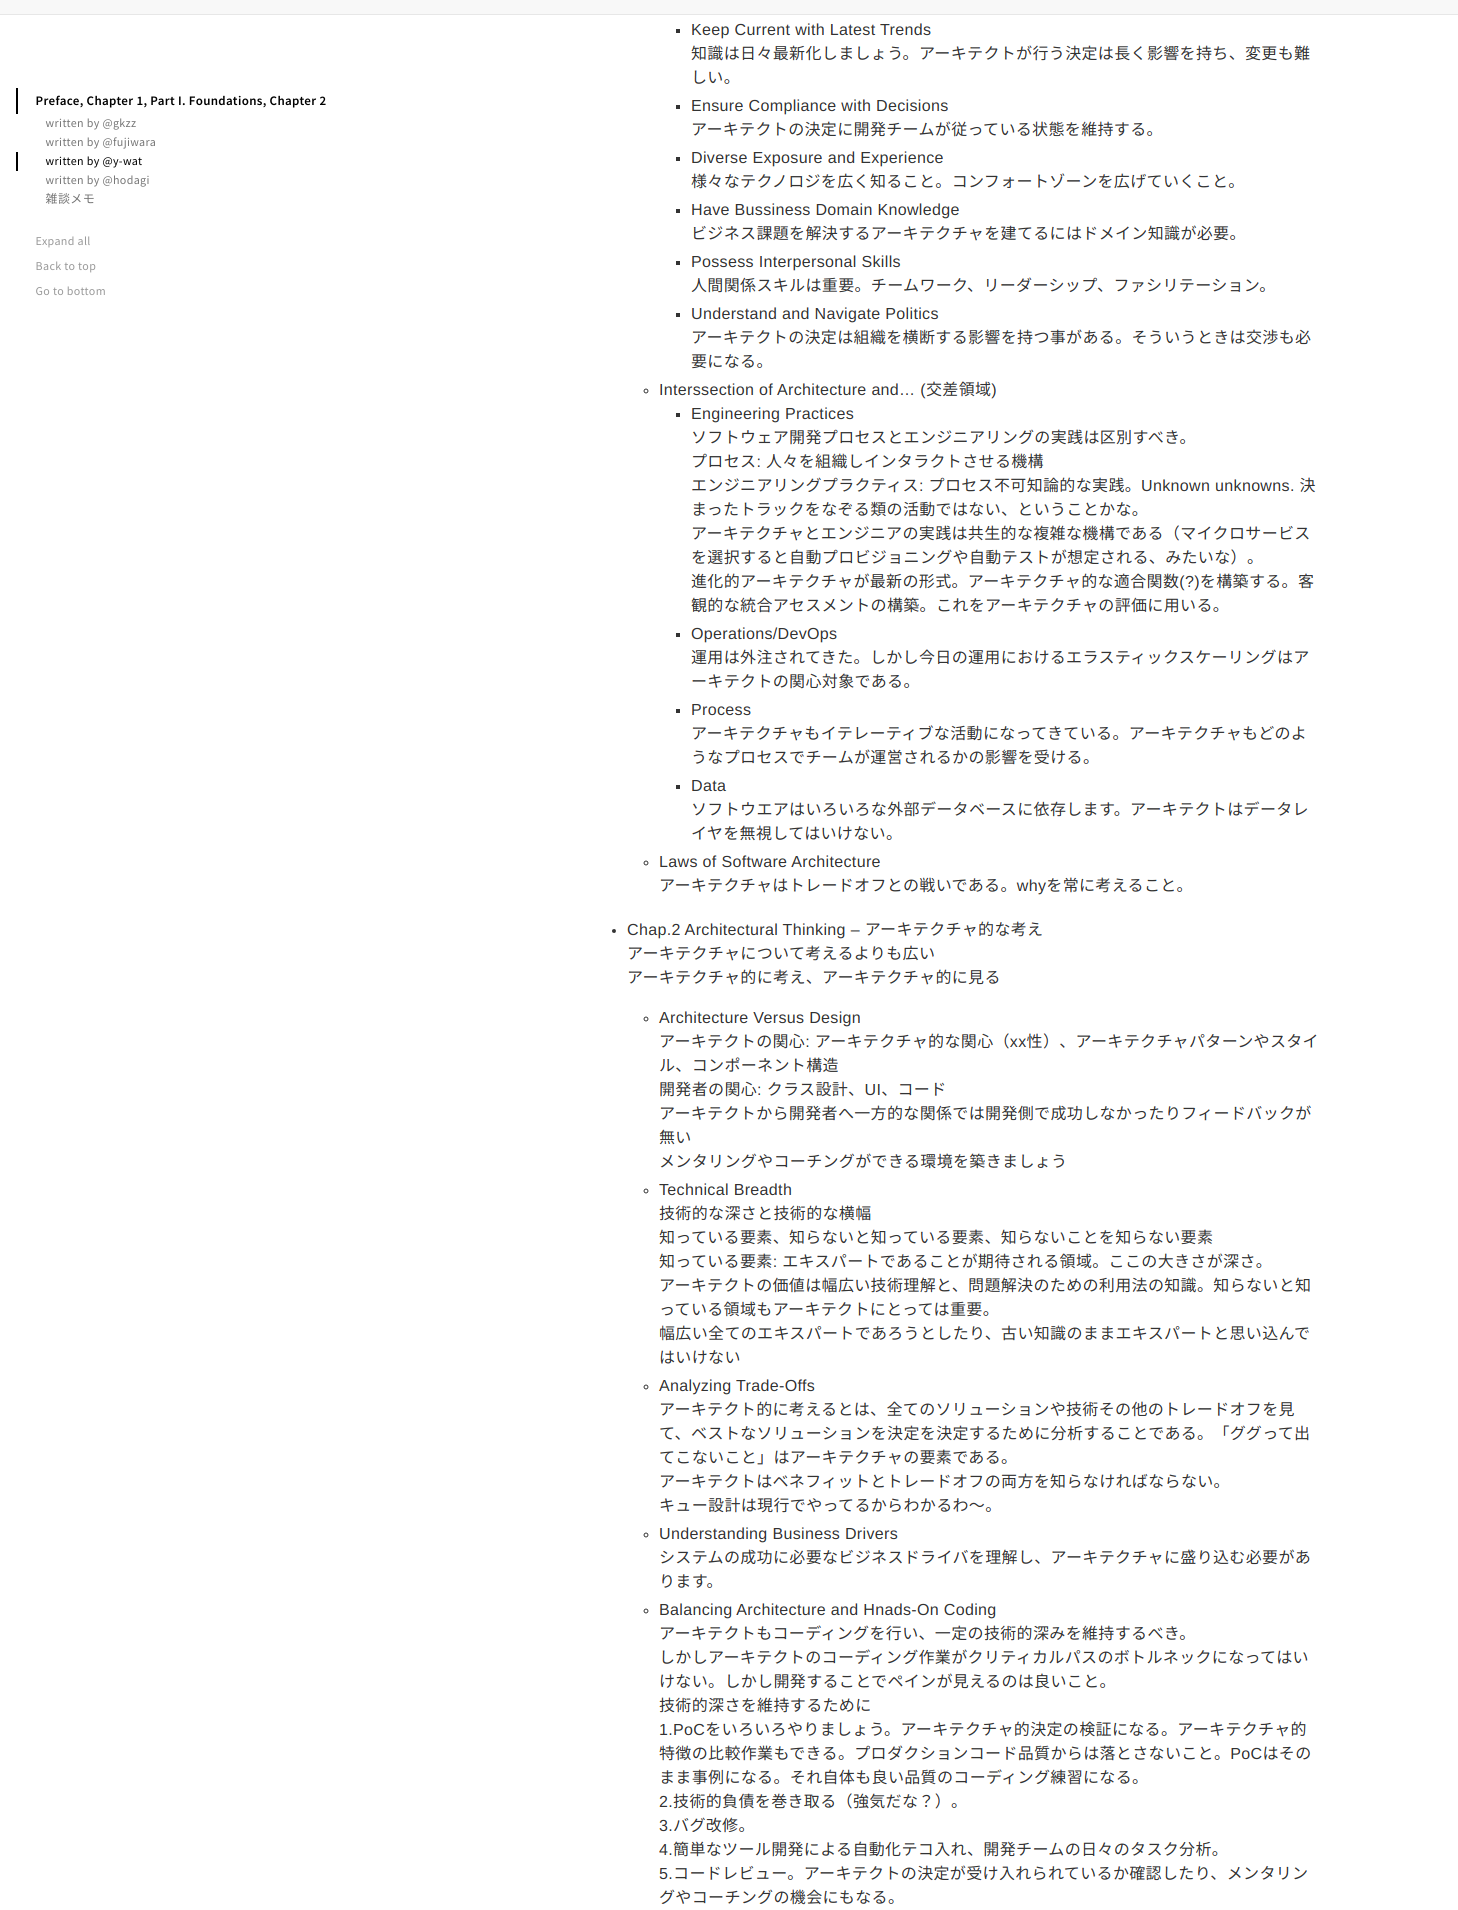 Preface, Chapter 1, Part I. Foundations, Chapter 2
written by @gkzz
written by @fujiwara
written by @y-wat
written by @hodagi
雑談メモ
Expand all
Back to top
Go to bottom
Keep Current with Latest Trends
知識は日々最新化しましょう。アーキテクトが行う決定は長く影響を持ち、変更も難
しい。
Ensure Compliance with Decisions
アーキテクトの決定に開発チームが従っている状態を維持する。
Diverse Exposure and Experience
様々なテクノロジを広く知ること。コンフォートゾーンを広げていくこと。
Have Bussiness Domain Knowledge
ビジネス課題を解決するアーキテクチャを建てるにはドメイン知識が必要。
Possess Interpersonal Skills
人間関係スキルは重要。チームワーク、リーダーシップ、ファシリテーション。
Understand and Navigate Politics
アーキテクトの決定は組織を横断する影響を持つ事がある。そういうときは交渉も必
要になる。
Interssection of Architecture and… (交差領域)
Engineering Practices
ソフトウェア開発プロセスとエンジニアリングの実践は区別すべき。
プロセス: 人々を組織しインタラクトさせる機構
エンジニアリングプラクティス: プロセス不可知論的な実践。Unknown unknowns. 決
まったトラックをなぞる類の活動ではない、ということかな。
アーキテクチャとエンジニアの実践は共生的な複雑な機構である（マイクロサービス
を選択すると自動プロビジョニングや自動テストが想定される、みたいな）。
進化的アーキテクチャが最新の形式。アーキテクチャ的な適合関数(?)を構築する。客
観的な統合アセスメントの構築。これをアーキテクチャの評価に用いる。
Operations/DevOps
運用は外注されてきた。しかし今日の運用におけるエラスティックスケーリングはア
ーキテクトの関心対象である。
Process
アーキテクチャもイテレーティブな活動になってきている。アーキテクチャもどのよ
うなプロセスでチームが運営されるかの影響を受ける。
Data
ソフトウエアはいろいろな外部データベースに依存します。アーキテクトはデータレ
イヤを無視してはいけない。
Laws of Software Architecture
アーキテクチャはトレードオフとの戦いである。whyを常に考えること。
Chap.2 Architectural Thinking – アーキテクチャ的な考え
アーキテクチャについて考えるよりも広い
アーキテクチャ的に考え、アーキテクチャ的に見る
Architecture Versus Design
アーキテクトの関心: アーキテクチャ的な関心（xx性）、アーキテクチャパターンやスタイ
ル、コンポーネント構造
開発者の関心: クラス設計、UI、コード
アーキテクトから開発者へ一方的な関係では開発側で成功しなかったりフィードバックが
無い
メンタリングやコーチングができる環境を築きましょう
Technical Breadth
技術的な深さと技術的な横幅
知っている要素、知らないと知っている要素、知らないことを知らない要素
知っている要素: エキスパートであることが期待される領域。ここの大きさが深さ。
アーキテクトの価値は幅広い技術理解と、問題解決のための利用法の知識。知らないと知
っている領域もアーキテクトにとっては重要。
幅広い全てのエキスパートであろうとしたり、古い知識のままエキスパートと思い込んで
はいけない
Analyzing Trade-Offs
アーキテクト的に考えるとは、全てのソリューションや技術その他のトレードオフを見
て、ベストなソリューションを決定を決定するために分析することである。「ググって出
てこないこと」はアーキテクチャの要素である。
アーキテクトはベネフィットとトレードオフの両方を知らなければならない。
キュー設計は現行でやってるからわかるわ〜。
Understanding Business Drivers
システムの成功に必要なビジネスドライバを理解し、アーキテクチャに盛り込む必要があ
ります。
Balancing Architecture and Hnads-On Coding
アーキテクトもコーディングを行い、一定の技術的深みを維持するべき。
しかしアーキテクトのコーディング作業がクリティカルパスのボトルネックになってはい
けない。しかし開発することでペインが見えるのは良いこと。
技術的深さを維持するために
1.PoCをいろいろやりましょう。アーキテクチャ的決定の検証になる。アーキテクチャ的
特徴の比較作業もできる。プロダクションコード品質からは落とさないこと。PoCはその
まま事例になる。それ自体も良い品質のコーディング練習になる。
2.技術的負債を巻き取る（強気だな？）。
3.バグ改修。
4.簡単なツール開発による自動化テコ入れ、開発チームの日々のタスク分析。
5.コードレビュー。アーキテクトの決定が受け入れられているか確認したり、メンタリン
グやコーチングの機会にもなる。